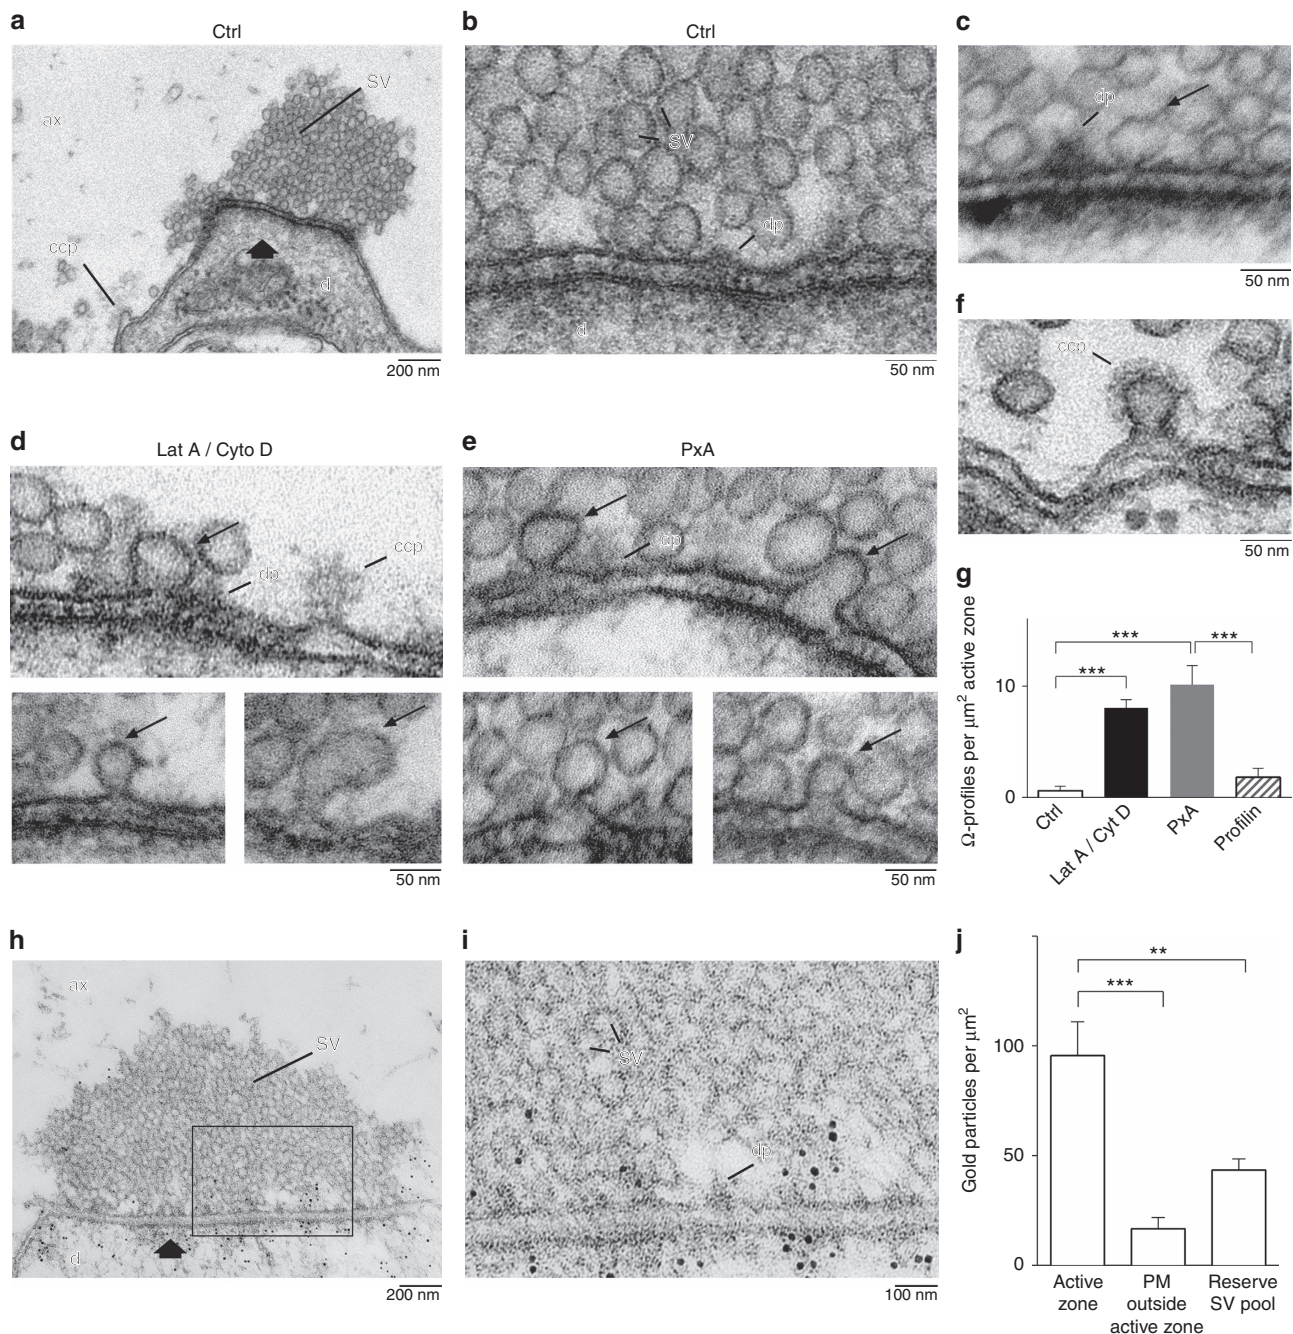 a
Ctrl
SV
ax
ccp
d
200 nm
b
Ctrl
SV
dp
d
50 nm
c
dp
50 nm
f
ccp
50 nm
d
Lat A / Cyto D
ccp
dp
50 nm
e
PxA
dp
50 nm
g
Ω-profiles per μm² active zone
***
***
***
10
0
Ctrl
Lat A / Cyt D
PxA
Profilin
h
ax
SV
d
200 nm
i
SV
dp
100 nm
j
Gold particles per μm²
**
***
100
50
0
Active
zone
PM
outside
active zone
Reserve
SV pool